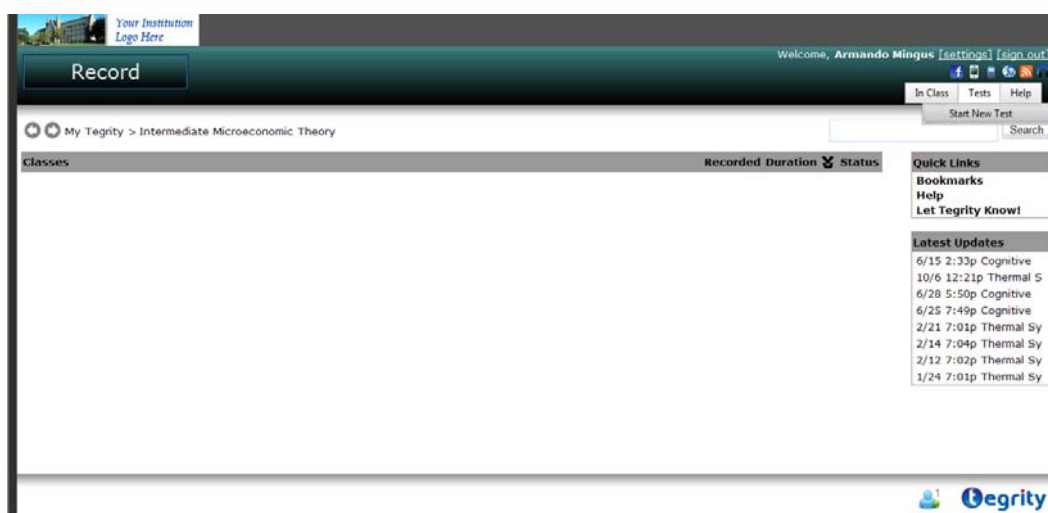 Your Institution
Logo Here
Welcome, Armando Mingus [settings] [sign out]
Record
In Class Tests Help
Start New Test
My Tegrity > Intermediate Microeconomic Theory
Search
Classes Recorded Duration Status
Quick Links
Bookmarks
Help
Let Tegrity Know!
Latest Updates
6/15 2:33p Cognitive
10/6 12:21p Thermal S
6/28 5:50p Cognitive
6/25 7:49p Cognitive
2/21 7:01p Thermal Sy
2/14 7:04p Thermal Sy
2/12 7:02p Thermal Sy
1/24 7:01p Thermal Sy
1
tegrity